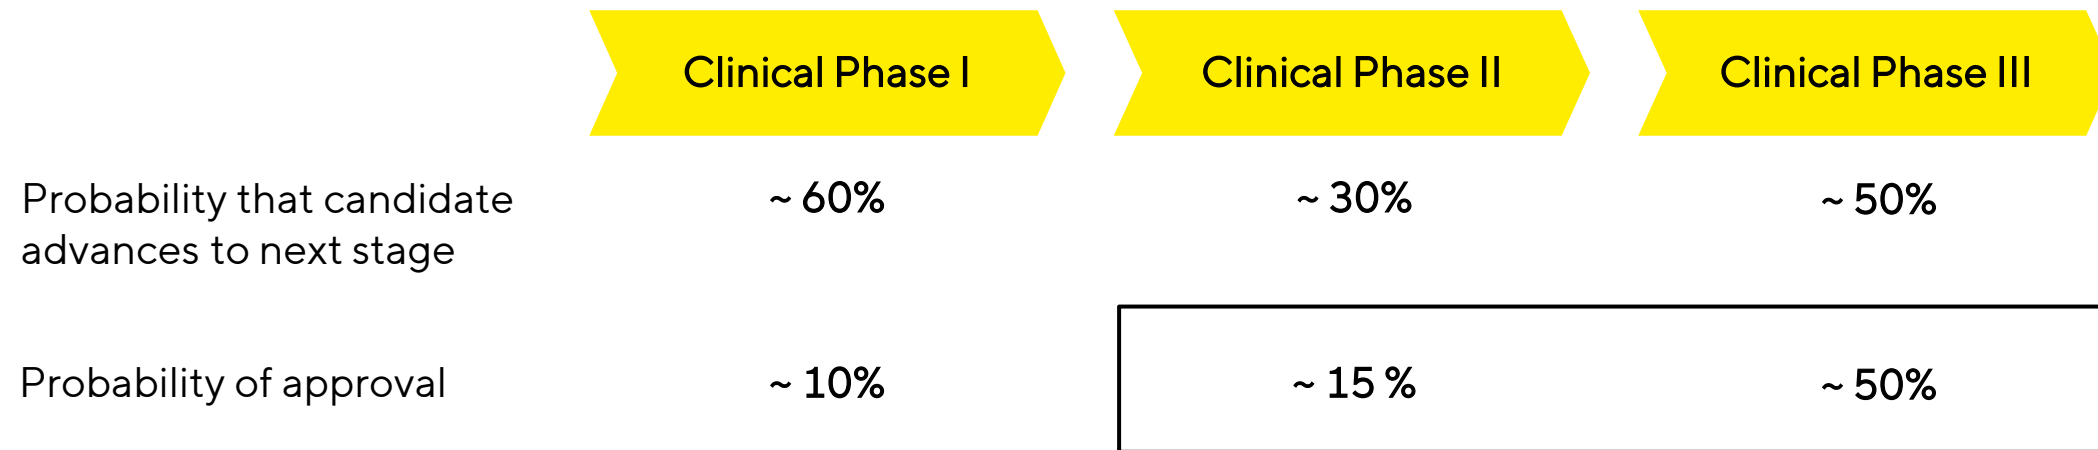 Clinical Phase I
Clinical Phase II
Clinical Phase III
Probability that candidate
advances to next stage
~ 60%
~ 30%
~ 50%
Probability of approval
~ 10%
~ 15 %
~ 50%